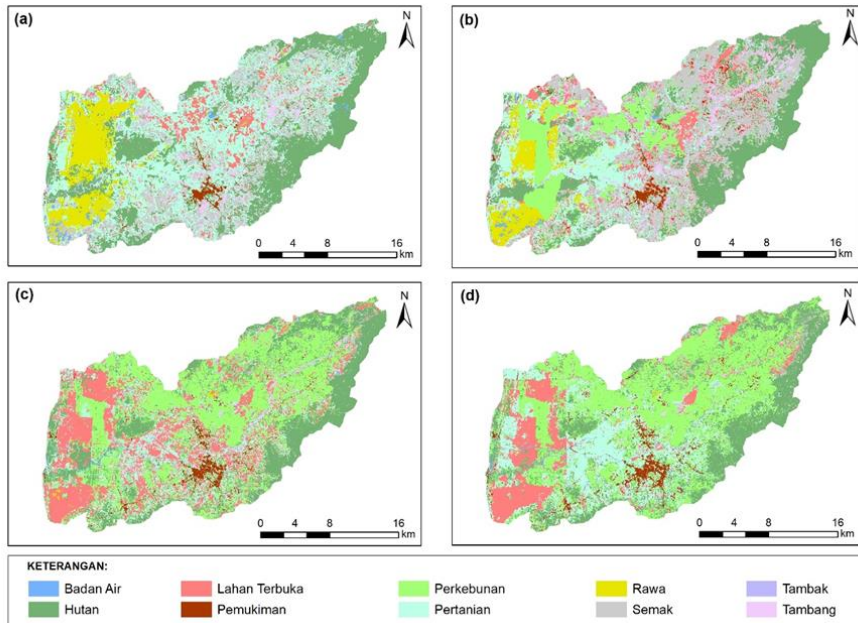 (a)
N
0 4 8 16
km
(b)
N
0 4 8 16
km
(c)
N
0 4 8 16
km
(d)
N
0 4 8 16
km
KETERANGAN:
Badan Air Lahan Terbuka Perkebunan Rawa Tambak
Hutan Pemukiman Pertanian Semak Tambang